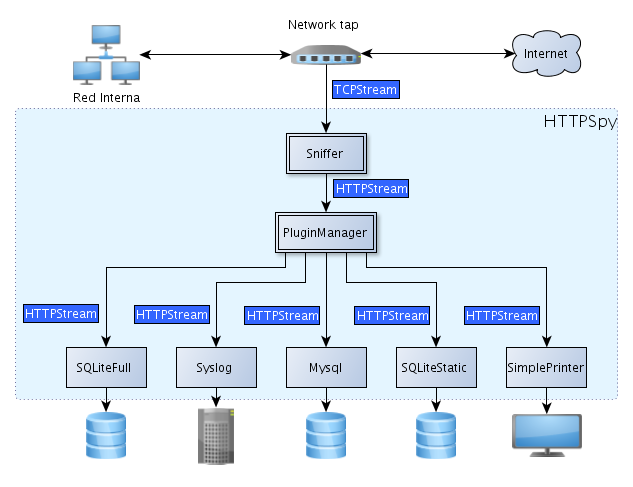 Network tap
Internet
Red Interna
TCPStream
HTTPSpy
Sniffer
HTTPStream
PluginManager
HTTPStream
HTTPStream
HTTPStream
HTTPStream
HTTPStream
SQLiteFull
Syslog
Mysql
SQLiteStatic
SimplePrinter